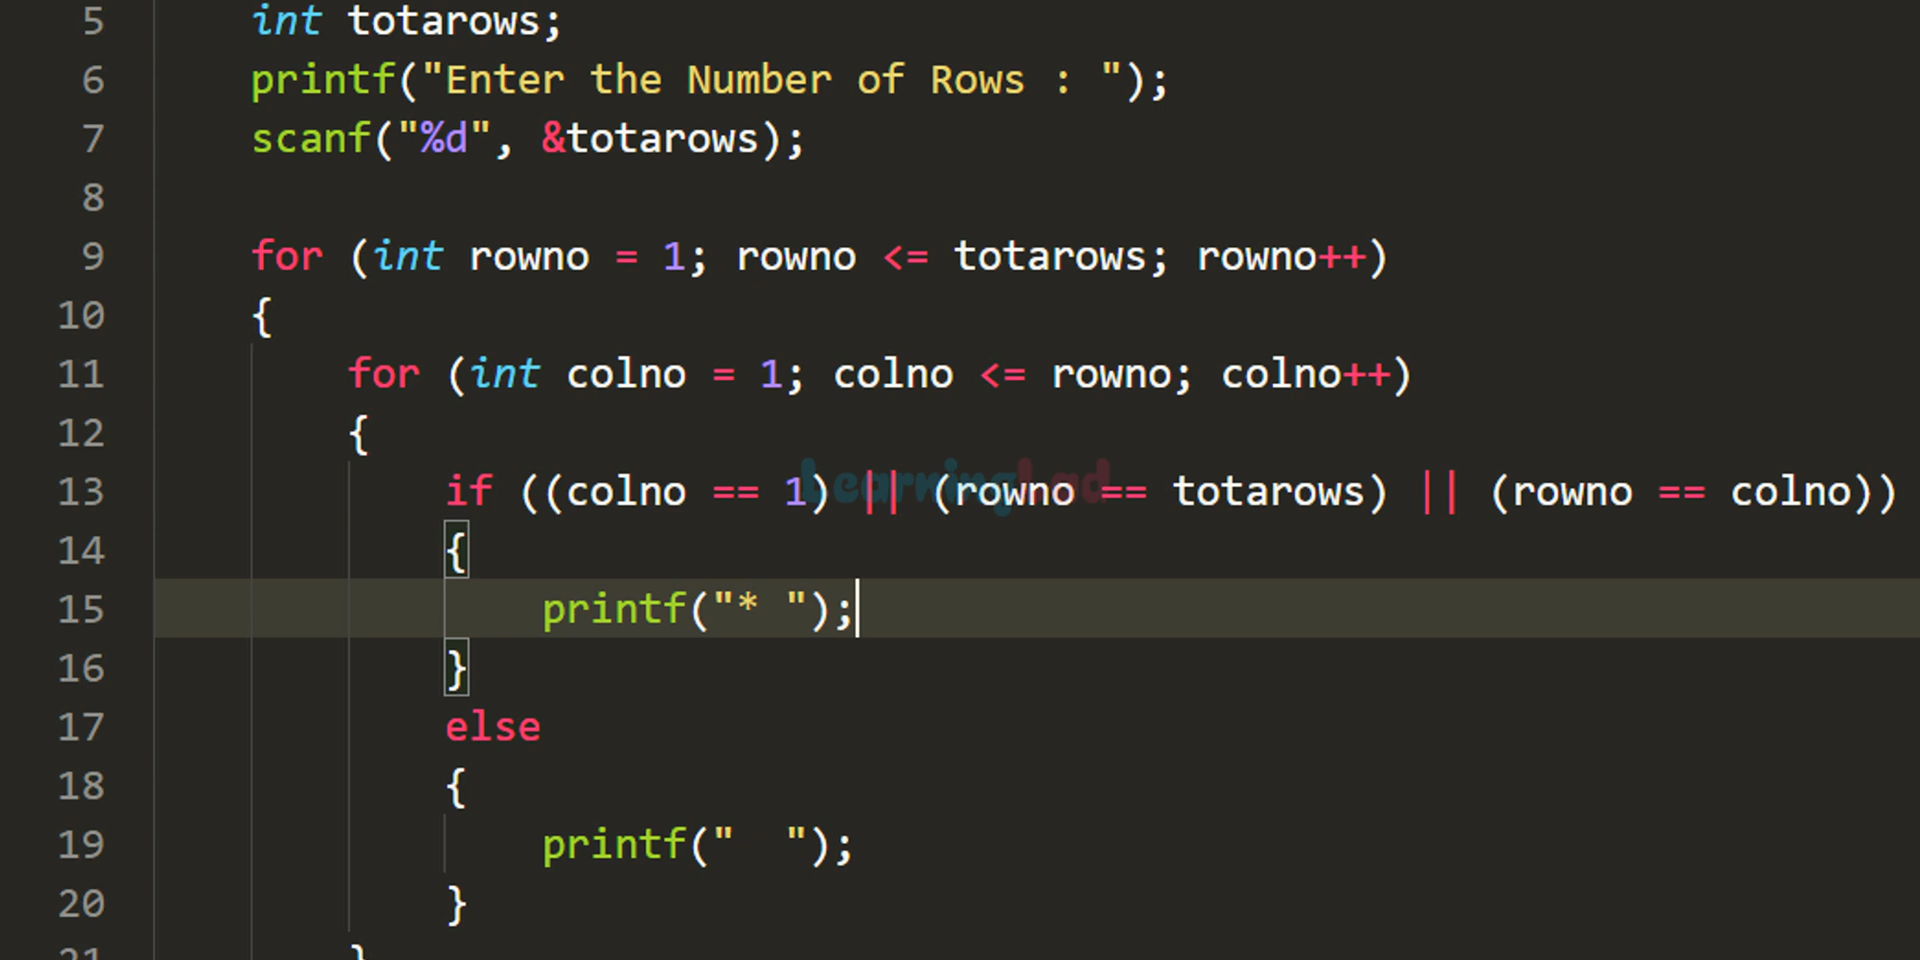 5 int totarows;
6 printf("Enter the Number of Rows : ");
7 scanf("%d", &totarows);
8
9 for (int rowno = 1; rowno <= totarows; rowno++)
10 {
11 for (int colno = 1; colno <= rowno; colno++)
12 {
13 if ((colno == 1) || (rowno == totarows) || (rowno == colno))
LearningLad
14 {
15 printf("* ");
16 }
17 else
18 {
19 printf("  ");
20 }
21 }